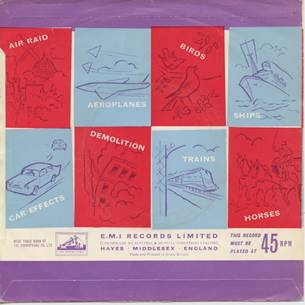 AIR RAID
AEROPLANES
BIRDS
SHIPS
CAR EFFECTS
DEMOLITION
TRAINS
HORSES
E.M.I RECORDS LIMITED
HAYES · MIDDLESEX · ENGLAND
THIS RECORD
MUST BE
PLAYED AT
45 RPM